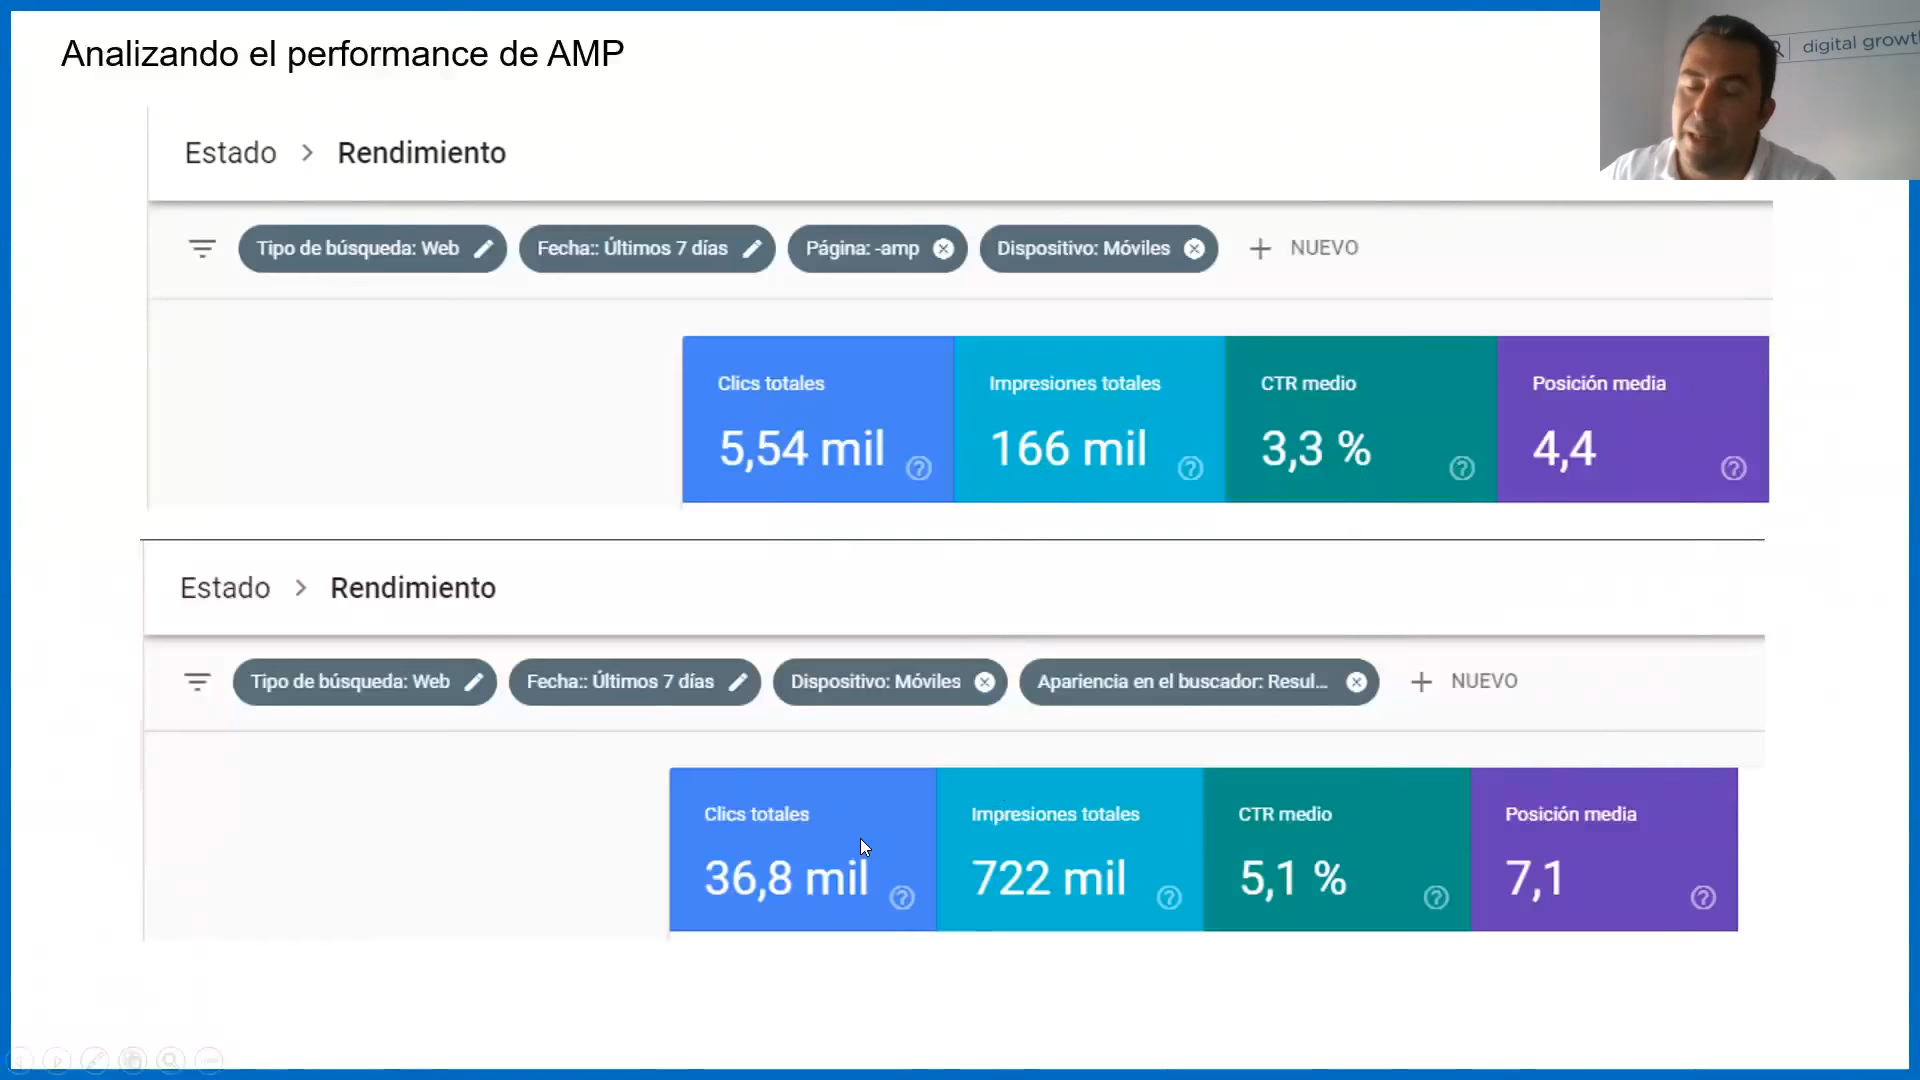 Analizando el performance de AMP
digital growth
Estado > Rendimiento
Tipo de búsqueda: Web
Fecha:: Últimos 7 días
Página: -amp
Dispositivo: Móviles
+ NUEVO
Clics totales
5,54 mil
Impresiones totales
166 mil
CTR medio
3,3 %
Posición media
4,4
Estado > Rendimiento
Tipo de búsqueda: Web
Fecha:: Últimos 7 días
Dispositivo: Móviles
Apariencia en el buscador: Resul...
+ NUEVO
Clics totales
36,8 mil
Impresiones totales
722 mil
CTR medio
5,1 %
Posición media
7,1